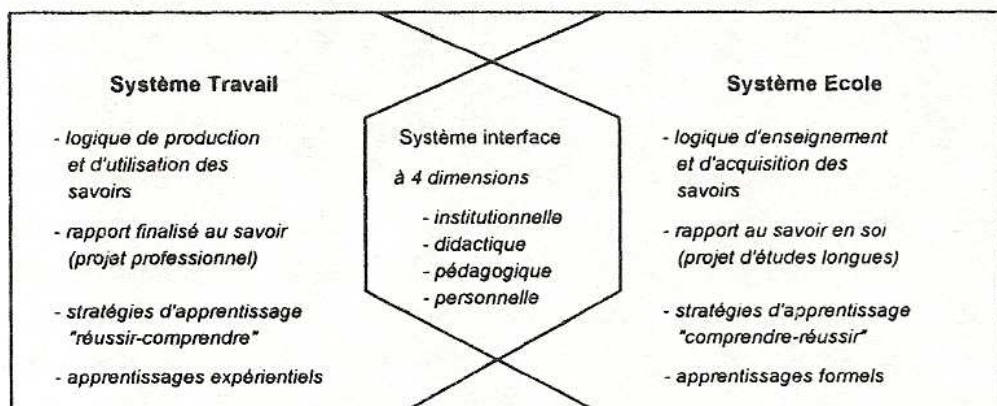 Système Travail
- logique de production
et d'utilisation des
savoirs
- rapport finalisé au savoir
(projet professionnel)
- stratégies d'apprentissage
"réussir-comprendre"
- apprentissages expérientiels
Système interface
à 4 dimensions
- institutionnelle
- didactique
- pédagogique
- personnelle
Système Ecole
- logique d'enseignement
et d'acquisition des
savoirs
- rapport au savoir en soi
(projet d'études longues)
- stratégies d'apprentissage
"comprendre-réussir"
- apprentissages formels